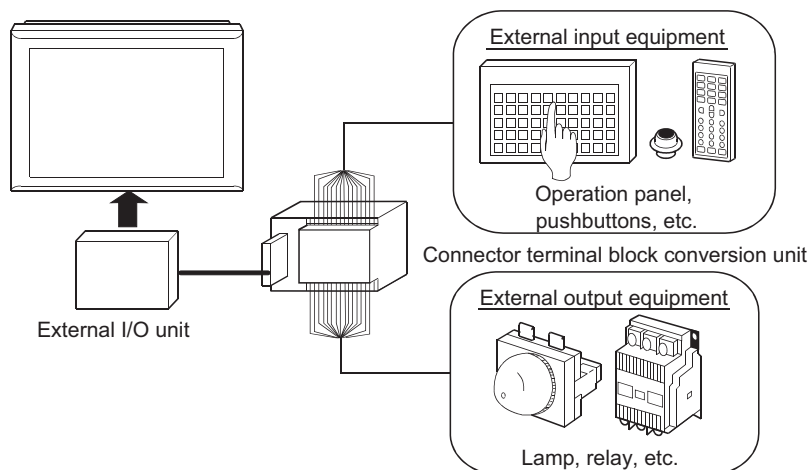 External input equipment
Operation panel,
pushbuttons, etc.
Connector terminal block conversion unit
External output equipment
External I/O unit
Lamp, relay, etc.